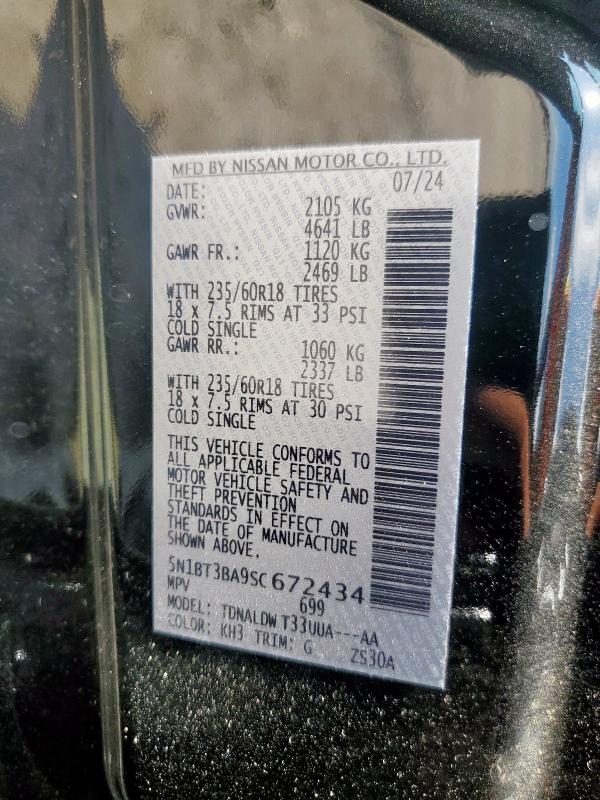 MFD BY NISSAN MOTOR CO., LTD.
DATE: 07/24
GVWR: 2105 KG
4641 LB
GAWR FR.: 1120 KG
2469 LB
WITH 235/60R18 TIRES
18 x 7.5 RIMS AT 33 PSI
COLD SINGLE
GAWR RR.: 1060 KG
2337 LB
WITH 235/60R18 TIRES
18 x 7.5 RIMS AT 30 PSI
COLD SINGLE
THIS VEHICLE CONFORMS TO
ALL APPLICABLE FEDERAL
MOTOR VEHICLE SAFETY AND
THEFT PREVENTION
STANDARDS IN EFFECT ON
THE DATE OF MANUFACTURE
SHOWN ABOVE.
5N1BT3BA9SC672434
MPV 699
MODEL: TDNALDW T33UUA---AA
COLOR: KH3 TRIM: G ZS30A